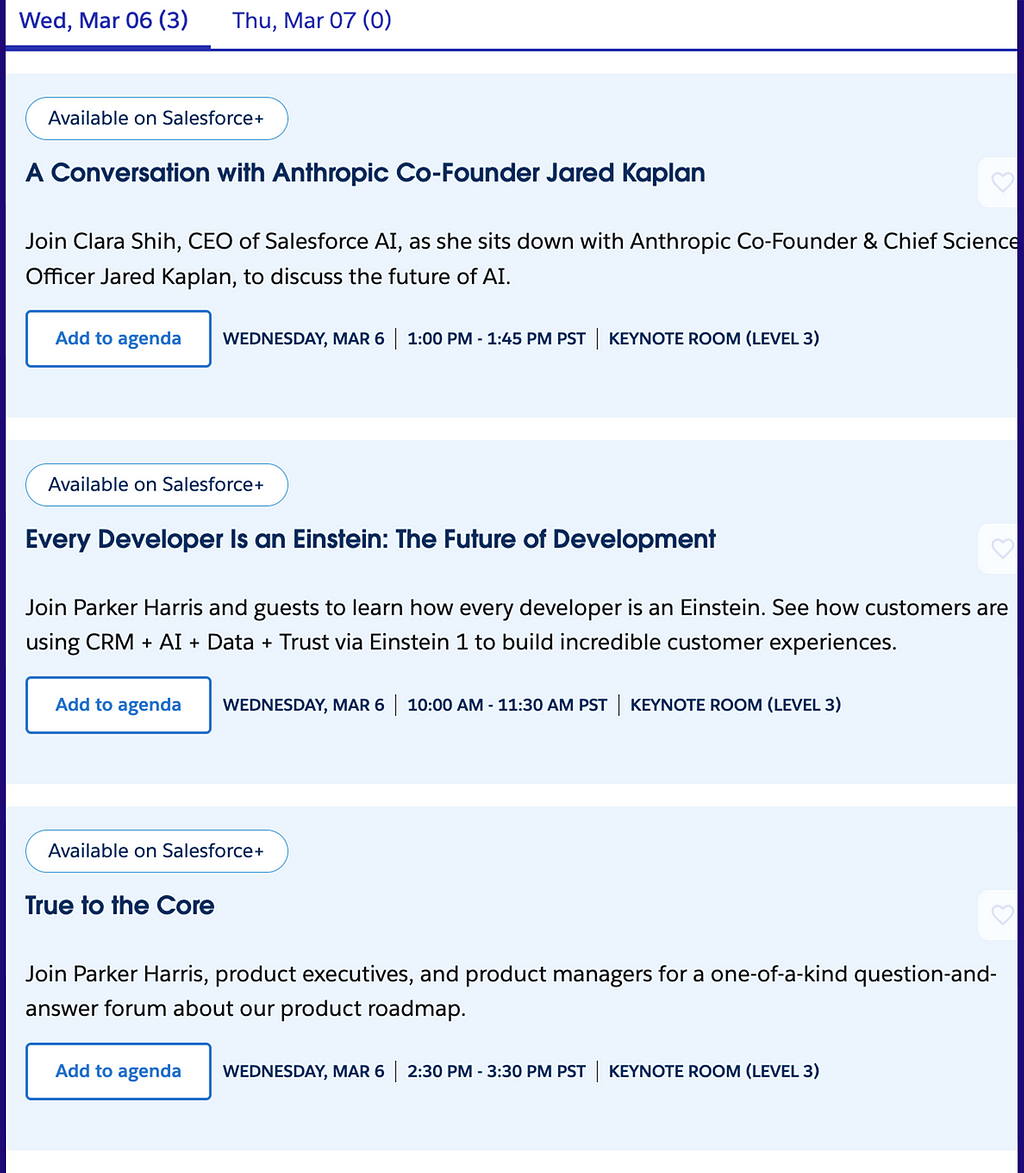 Wed, Mar 06 (3) Thu, Mar 07 (0)
Available on Salesforce+
A Conversation with Anthropic Co-Founder Jared Kaplan
Join Clara Shih, CEO of Salesforce AI, as she sits down with Anthropic Co-Founder & Chief Science
Officer Jared Kaplan, to discuss the future of AI.
Add to agenda WEDNESDAY, MAR 6 | 1:00 PM - 1:45 PM PST | KEYNOTE ROOM (LEVEL 3)
Available on Salesforce+
Every Developer Is an Einstein: The Future of Development
Join Parker Harris and guests to learn how every developer is an Einstein. See how customers are
using CRM + AI + Data + Trust via Einstein 1 to build incredible customer experiences.
Add to agenda WEDNESDAY, MAR 6 | 10:00 AM - 11:30 AM PST | KEYNOTE ROOM (LEVEL 3)
Available on Salesforce+
True to the Core
Join Parker Harris, product executives, and product managers for a one-of-a-kind question-and-
answer forum about our product roadmap.
Add to agenda WEDNESDAY, MAR 6 | 2:30 PM - 3:30 PM PST | KEYNOTE ROOM (LEVEL 3)